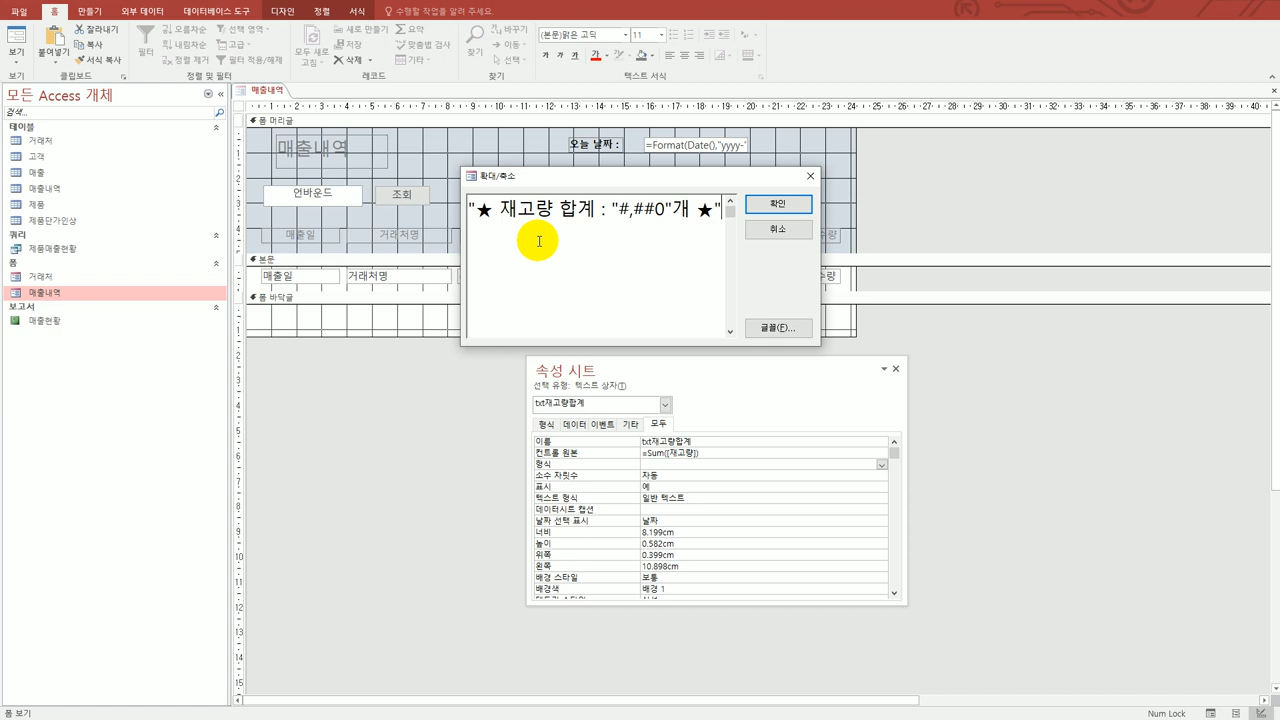 파일
홈
만들기
외부 데이터
데이터베이스 도구
디자인
정렬
서식
수행할 작업을 알려 주세요.
보기
붙여넣기
잘라내기
복사
서식 복사
필터
오름차순
내림차순
정렬 제거
선택 영역
고급
필터 적용/해제
모두 새로
고침
새로 만들기
저장
삭제
요약
맞춤법 검사
기타
찾기
바꾸기
이동
선택
(본문)맑은 고딕
11
가 가 가
가
보기
클립보드
정렬 및 필터
레코드
찾기
텍스트 서식
모든 Access 개체
검색...
테이블
거래처
고객
매출
매출내역
제품
제품단가인상
쿼리
제품매출현황
폼
거래처
매출내역
보고서
매출현황
매출내역
폼 머리글
매출내역
오늘 날짜 :
=Format(Date(),"yyyy-"
언바운드
조회
매출일
거래처명
본문
매출일
거래처명
폼 바닥글
확대/축소
"★ 재고량 합계 : "#,##0"개 ★"
확인
취소
글꼴(F)...
속성 시트
선택 유형: 텍스트 상자(T)
txt재고량합계
형식
데이터
이벤트
기타
모두
이름 txt재고량합계
컨트롤 원본 =Sum([재고량])
형식
소수 자릿수 자동
표시 예
텍스트 형식 일반 텍스트
데이터시트 캡션
날짜 선택 표시 날짜
너비 8.199cm
높이 0.582cm
위쪽 0.399cm
왼쪽 10.898cm
배경 스타일 보통
배경색 배경 1
폼 보기
Num Lock